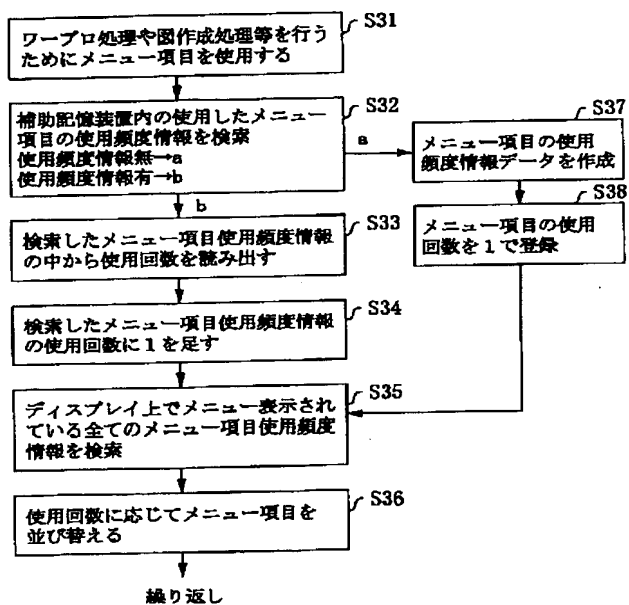 S31
ワープロ処理や図作成処理等を行う
ためにメニュー項目を使用する
S32
補助記憶装置内の使用したメニュー
項目の使用頻度情報を検索
使用頻度情報無→a
使用頻度情報有→b
a
b
S37
メニュー項目の使用
頻度情報データを作成
S38
メニュー項目の使用
回数を1で登録
S33
検索したメニュー項目使用頻度情報
の中から使用回数を読み出す
S34
検索したメニュー項目使用頻度情報
の使用回数に1を足す
S35
ディスプレイ上でメニュー表示され
ている全てのメニュー項目使用頻度
情報を検索
S36
使用回数に応じてメニュー項目を
並び替える
繰り返し